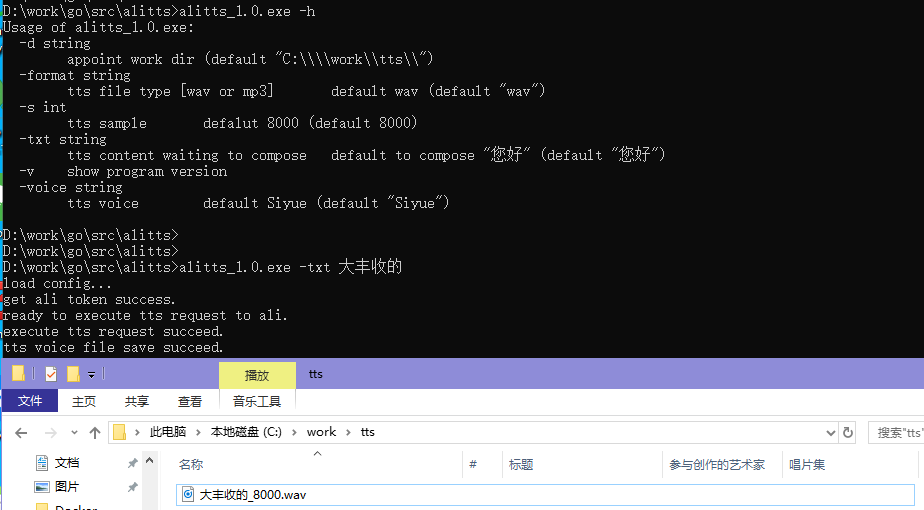 D:\work\go\src\alitts>alitts_1.0.exe -h
Usage of alitts_1.0.exe:
-d string
appoint work dir (default "C:\\\\work\\tts\\")
-format string
tts file type [wav or mp3] default wav (default "wav")
-s int
tts sample defalut 8000 (default 8000)
-txt string
tts content waiting to compose default to compose "您好" (default "您好")
-v show program version
-voice string
tts voice default Siyue (default "Siyue")
D:\work\go\src\alitts>
D:\work\go\src\alitts>
D:\work\go\src\alitts>alitts_1.0.exe -txt 大丰收的
load config...
get ali token success.
ready to execute tts request to ali.
execute tts request succeed.
tts voice file save succeed.
播放 tts
文件 主页 共享 查看 音乐工具
此电脑 本地磁盘 (C:) work tts 搜索"tts"
文档 名称 # 标题 参与创作的艺术家 唱片集
图片 大丰收的_8000.wav